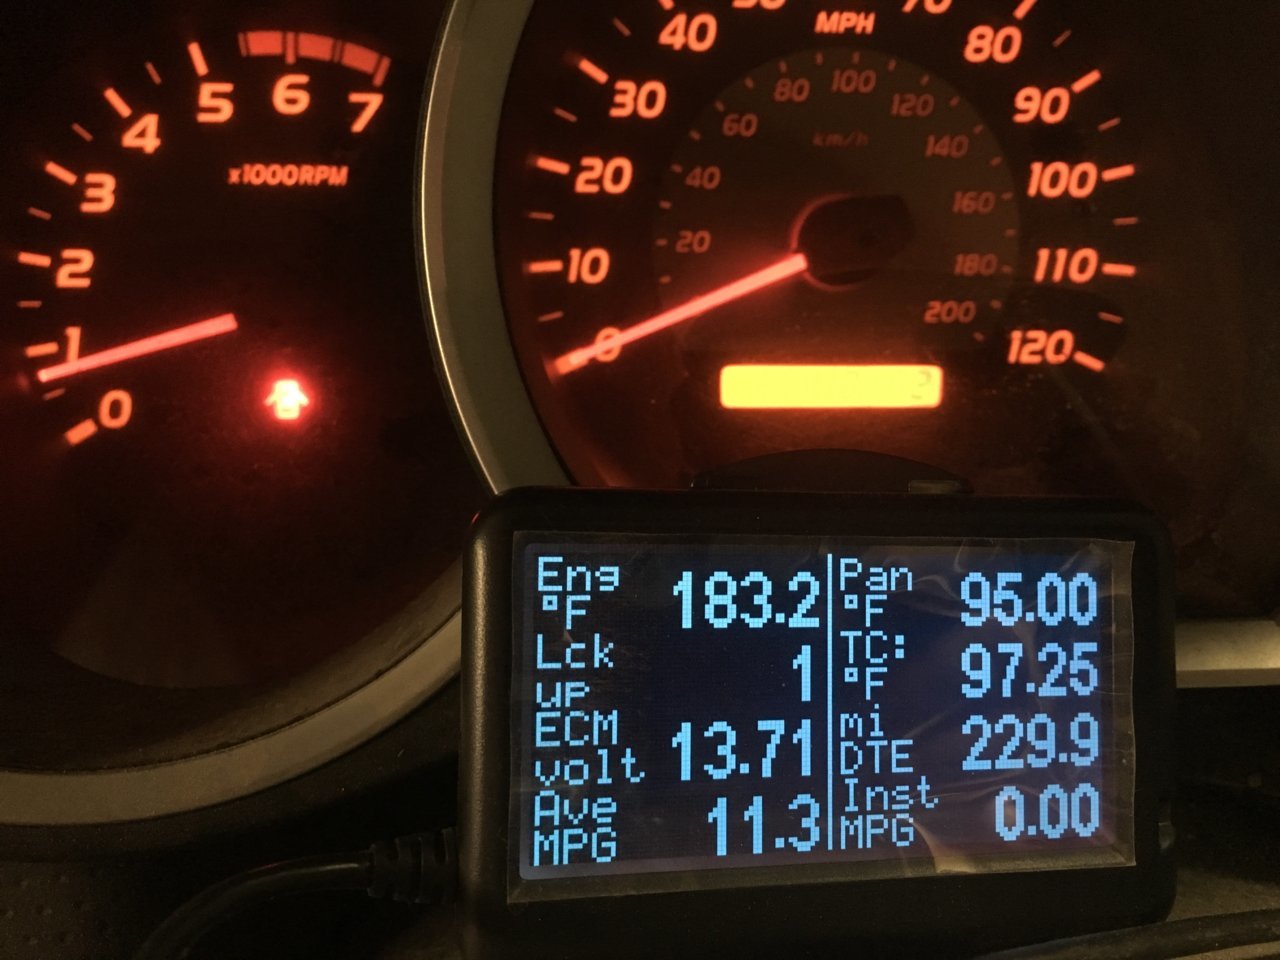 5 6 7
4
3
2
1
0
x1000RPM
MPH
40 80
30 90
20 100
10 110
0 120
80 100 120
60 140
km/h
40 160
20 180
200
Eng °F 183.2
Lck up 1
ECM volt 13.71
Ave MPG 11.3
Pan °F 95.00
TC: °F 97.25
mi DTE 229.9
Inst MPG 0.00